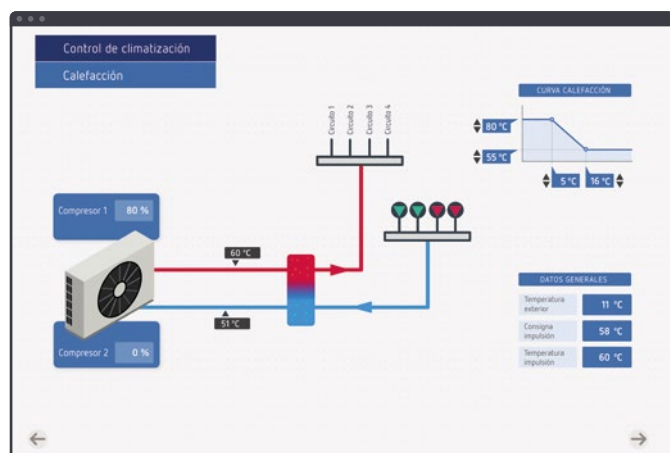 Control de climatización
Calefacción
CURVA CALEFACCIÓN
80 °C
55 °C
5 °C
16 °C
Circuito 1
Circuito 2
Circuito 3
Circuito 4
Compresor 1
80 %
60 °C
51 °C
Compresor 2
0 %
DATOS GENERALES
Temperatura
exterior
11 °C
Consigna
impulsión
58 °C
Temperatura
impulsión
60 °C